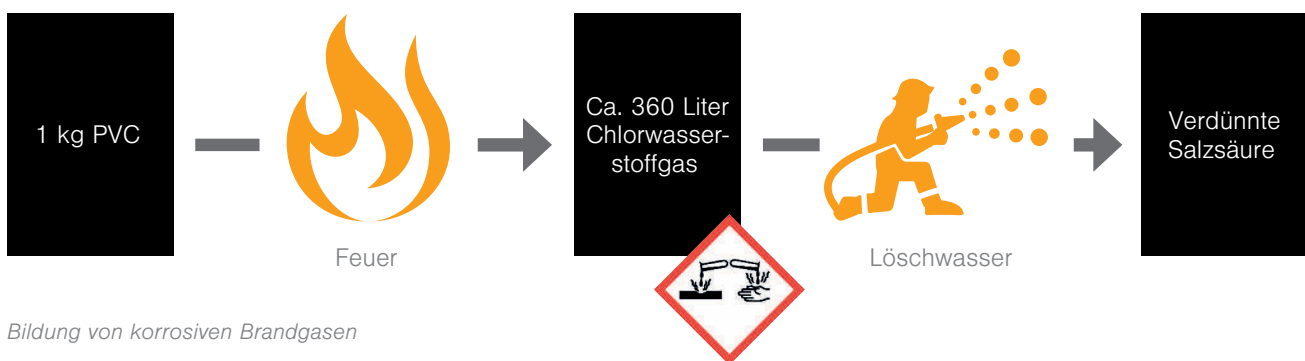 1 kg PVC
Feuer
Ca. 360 Liter
Chlorwasser-
stoffgas
Löschwasser
Verdünnte
Salzsäure
Bildung von korrosiven Brandgasen